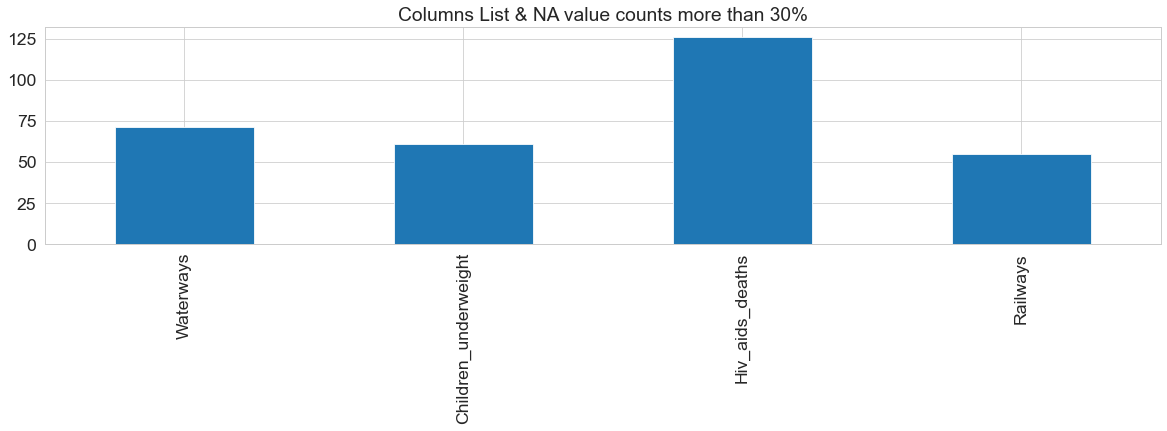 Columns List & NA value counts more than 30%
125
100
75
50
25
0
Waterways
Children_underweight
Hiv_aids_deaths
Railways